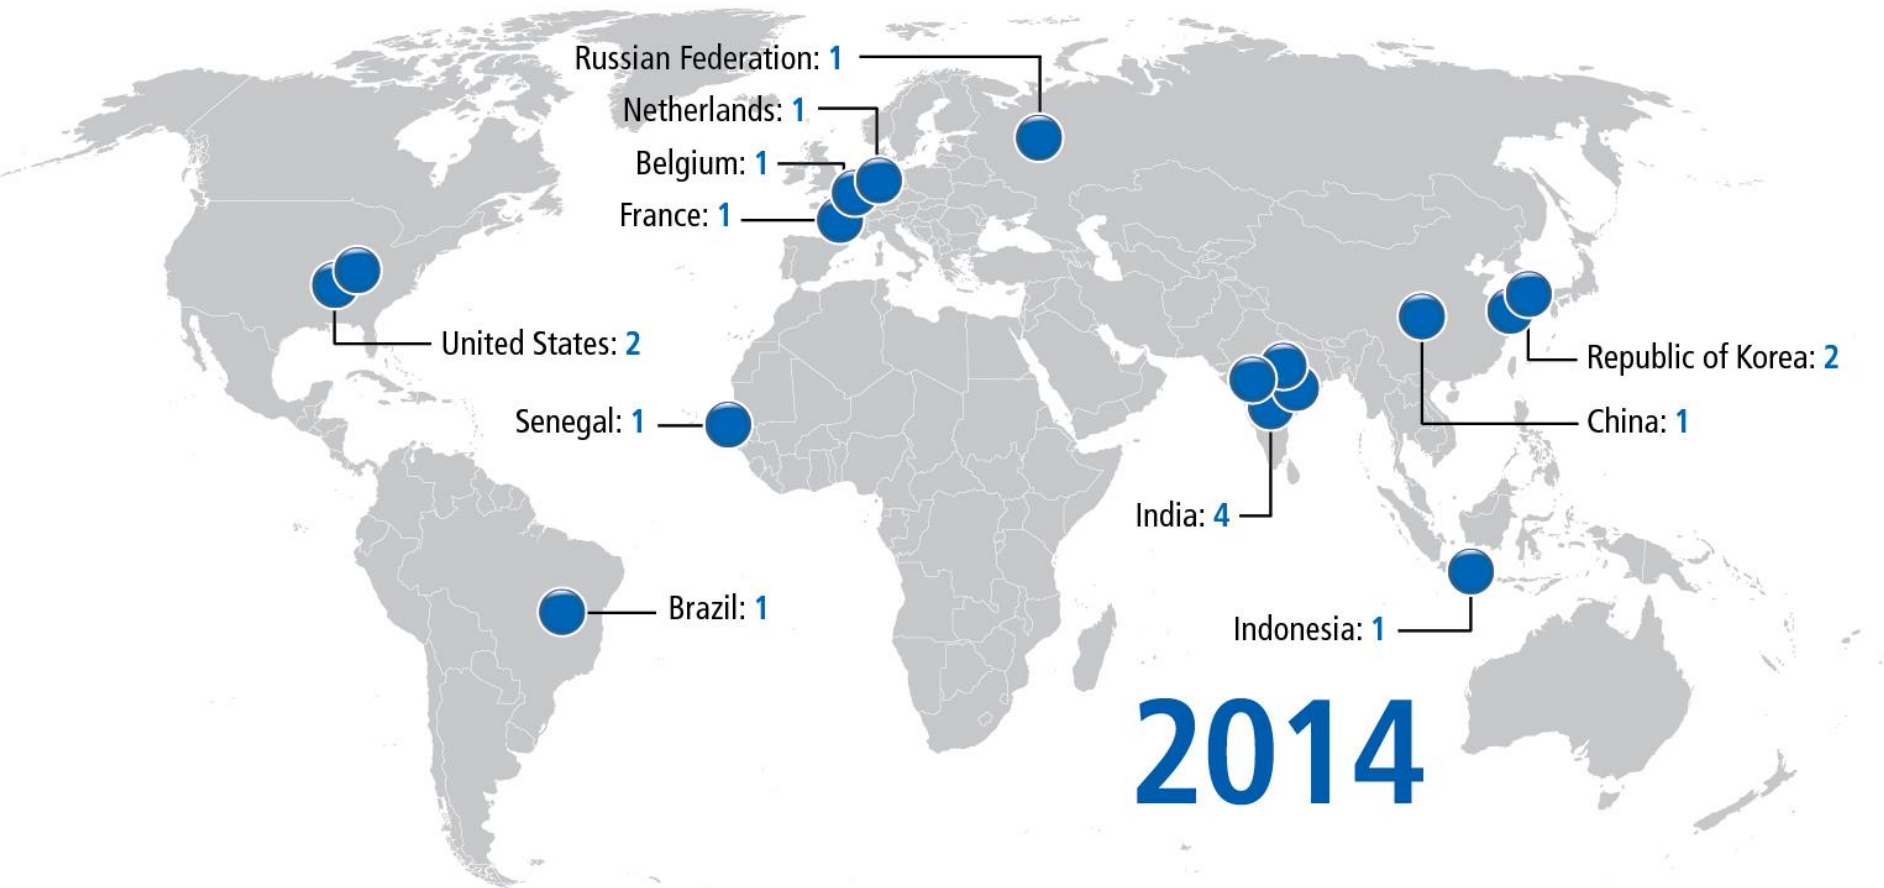 Russian Federation: 1
Netherlands: 1
Belgium: 1
France: 1
United States: 2
Republic of Korea: 2
Senegal: 1
China: 1
India: 4
Brazil: 1
Indonesia: 1
2014